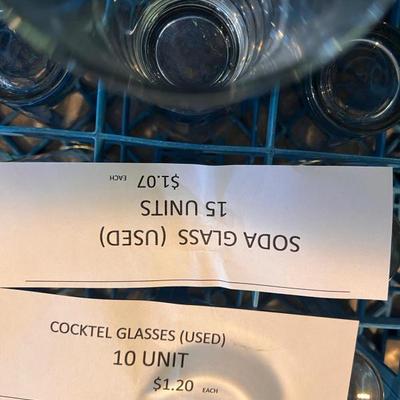 SODA GLASS (USED)
15 UNITS
$1.07 EACH
COCKTEL GLASSES (USED)
10 UNIT
$1.20 EACH